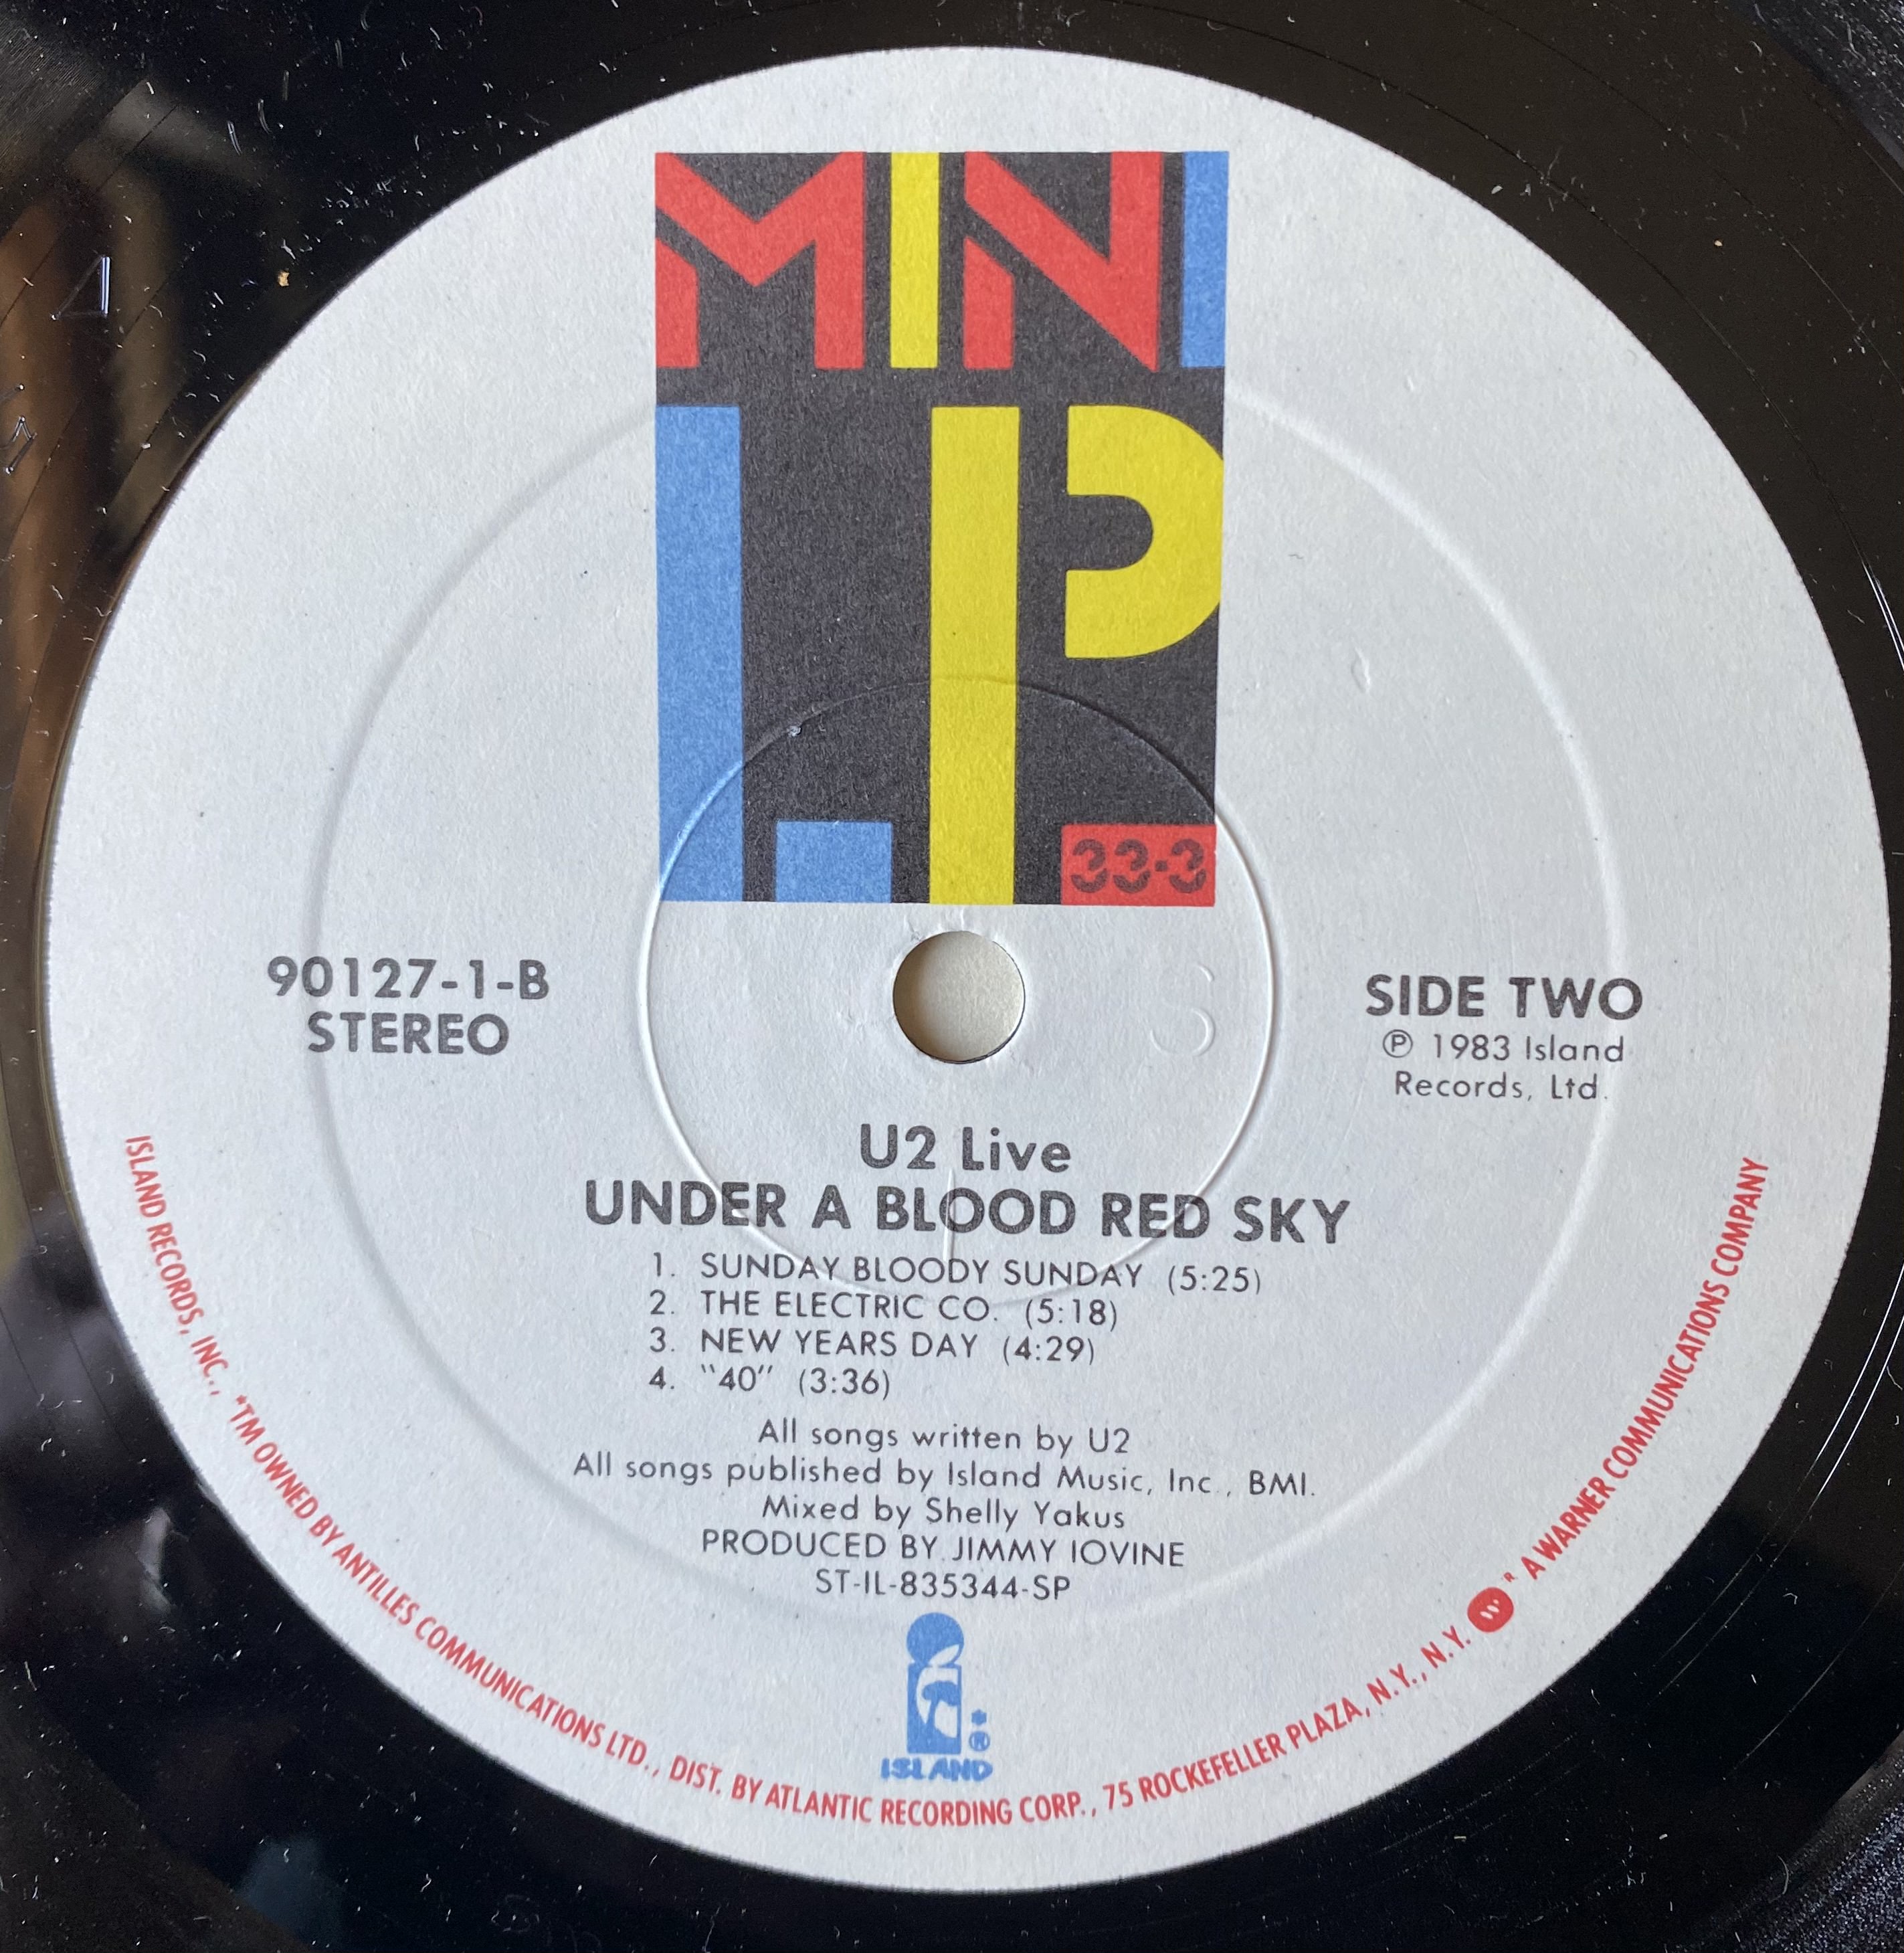 MINI
LP
33·3
90127-1-B
STEREO
SIDE TWO
℗ 1983 Island
Records, Ltd.
S
U2 Live
UNDER A BLOOD RED SKY
1. SUNDAY BLOODY SUNDAY (5:25)
2. THE ELECTRIC CO. (5:18)
3. NEW YEARS DAY (4:29)
4. "40" (3:36)
All songs written by U2
All songs published by Island Music, Inc., BMI.
Mixed by Shelly Yakus
PRODUCED BY JIMMY IOVINE
ST-IL-835344-SP
*®
ISLAND
ISLAND RECORDS, INC., *TM OWNED BY ANTILLES COMMUNICATIONS LTD., DIST. BY ATLANTIC RECORDING CORP., 75 ROCKEFELLER PLAZA, N.Y., N.Y. ® A WARNER COMMUNICATIONS COMPANY